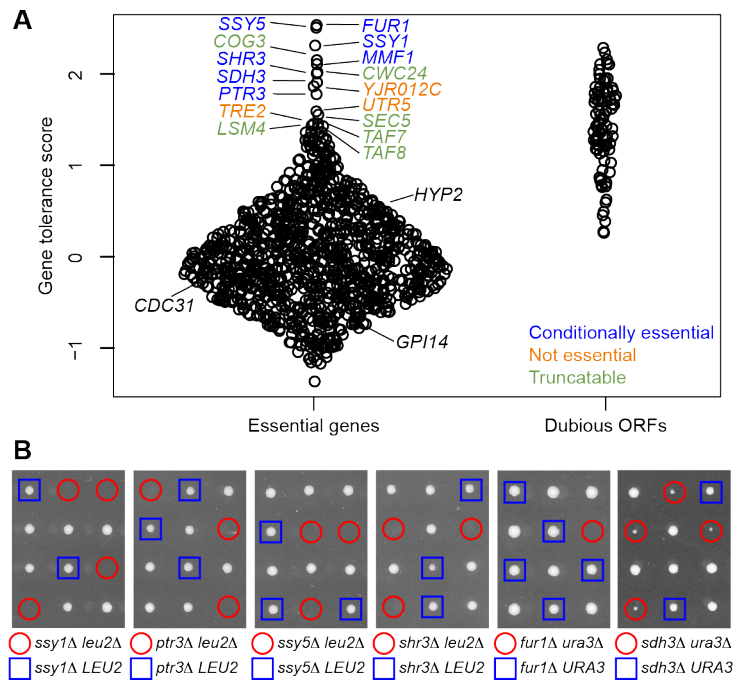 A
SSY5 FUR1
COG3 SSY1
SHR3 MMF1
SDH3 CWC24
PTR3 YJR012C
TRE2 UTR5
LSM4 SEC5
TAF7
TAF8
HYP2
CDC31
GPI14
Gene tolerance score
2
1
0
−1
Conditionally essential
Not essential
Truncatable
Essential genes Dubious ORFs
B
ssy1Δ leu2Δ ptr3Δ leu2Δ ssy5Δ leu2Δ shr3Δ leu2Δ fur1Δ ura3Δ sdh3Δ ura3Δ
ssy1Δ LEU2 ptr3Δ LEU2 ssy5Δ LEU2 shr3Δ LEU2 fur1Δ URA3 sdh3Δ URA3